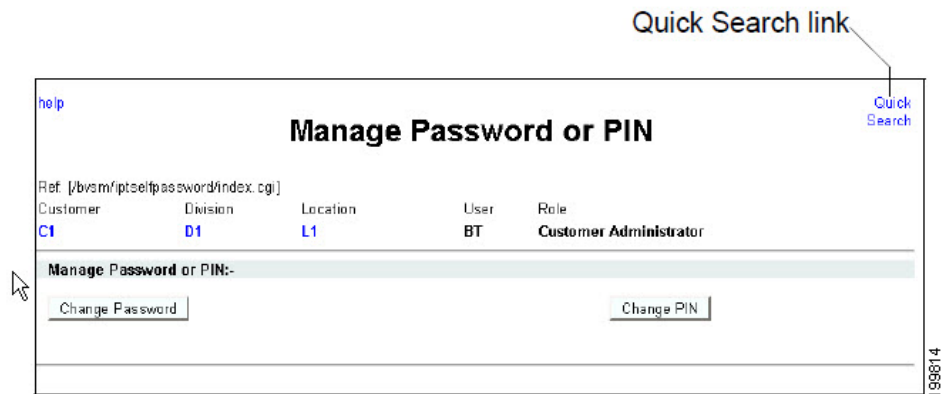 Quick Search link
help
Quick
Search
Manage Password or PIN
Ref. [/bvsm/iptselfpassword/index.cgi]
Customer Division Location User Role
C1 D1 L1 BT Customer Administrator
Manage Password or PIN:-
Change Password Change PIN
199814